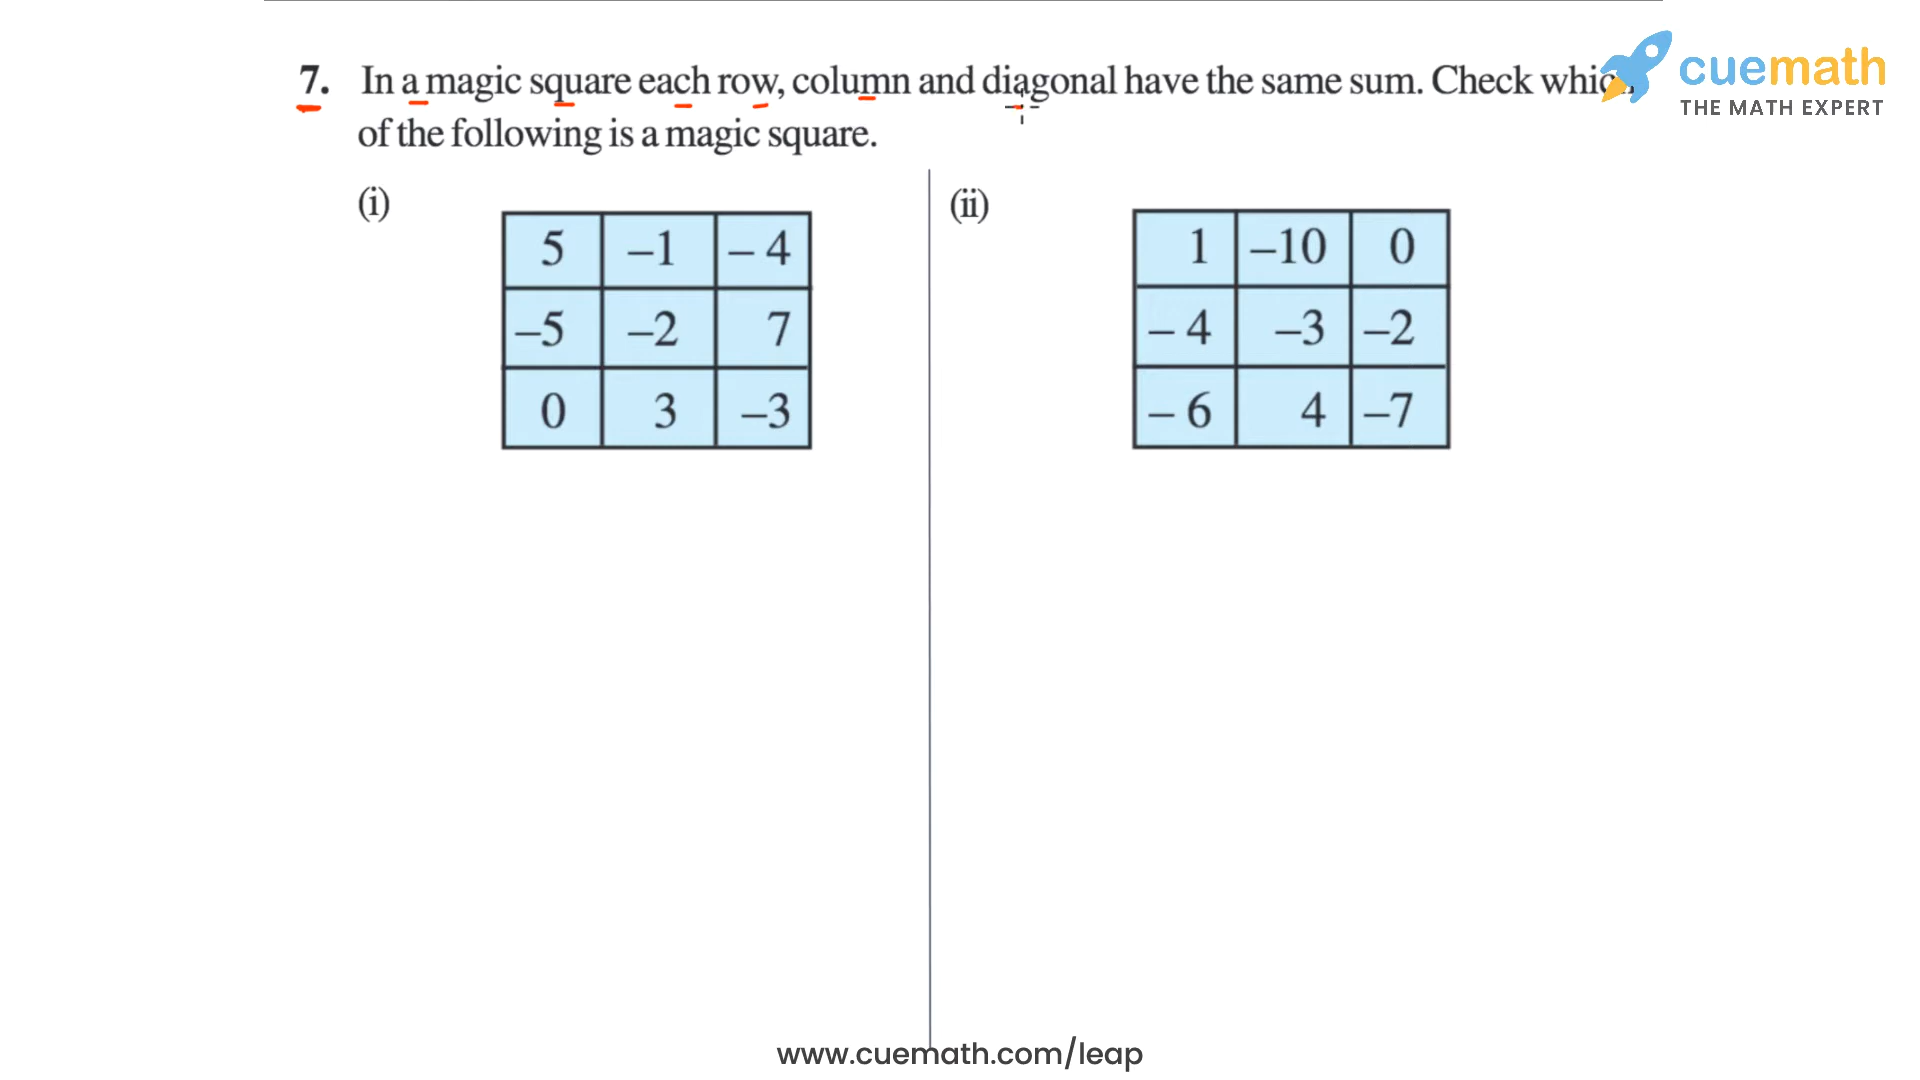 7. In a magic square each row, column and diagonal have the same sum. Check
of the following is a magic square.
cuemath
THE MATH EXPERT
(i)
5 –1 – 4
–5 –2 7
0 3 –3
(ii)
1 –10 0
– 4 –3 –2
– 6 4 –7
www.cuemath.com/leap